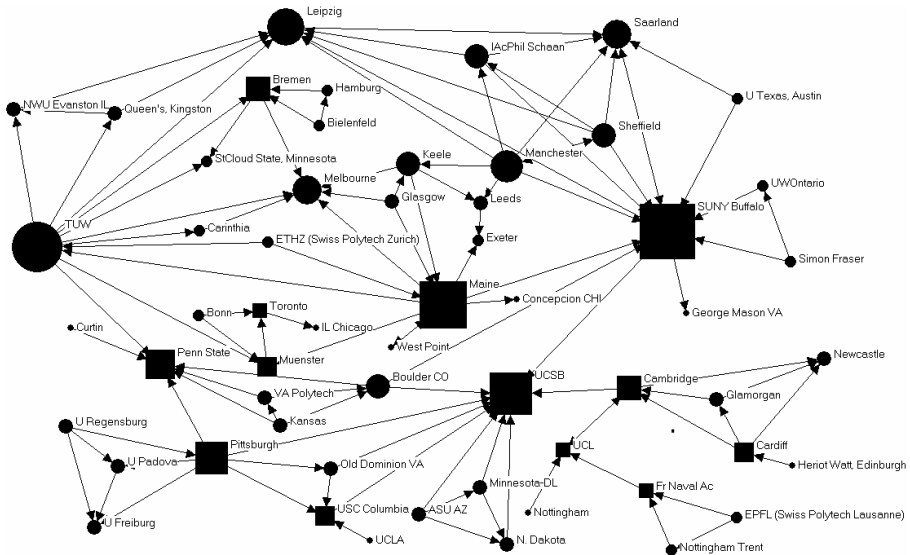 Leipzig
Saarland
IAcPhil Schaan
Bremen
Hamburg
NWU Evanston IL
Queen's, Kingston
U Texas, Austin
Bielenfeld
Sheffield
StCloud State, Minnesota
Keele
Manchester
Melbourne
UWOntario
Glasgow
Leeds
SUNY Buffalo
TUW
Carinthia
ETHZ (Swiss Polytech Zurich)
Exeter
Simon Fraser
Maine
Concepcion CHI
George Mason VA
Bonn
Toronto
Curtin
IL Chicago
West Point
Penn State
Muenster
Newcastle
Boulder CO
UCSB
Cambridge
VA Polytech
Glamorgan
Kansas
U Regensburg
Pittsburgh
UCL
Cardiff
U Padova
Old Dominion VA
Heriot Watt, Edinburgh
Minnesota-DL
Fr Naval Ac
USC Columbia
U Freiburg
ASU AZ
Nottingham
EPFL (Swiss Polytech Lausanne)
UCLA
N. Dakota
Nottingham Trent